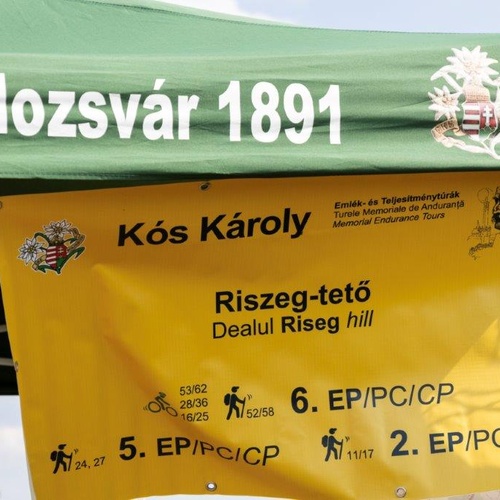 lozsvár 1891
Kós Károly
Emlék- és Teljesítménytúrák
Turele Memoriale de Anduranță
Memorial Endurance Tours
Riszeg-tető
Dealul Riseg hill
53/62
28/36
16/25
52/58
6. EP/PC/CP
24, 27
5. EP/PC/CP
11/17
2. EP/PC